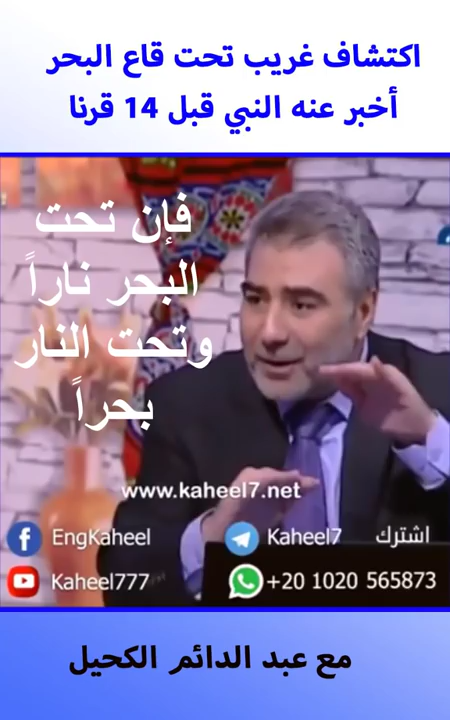 اكتشاف غريب تحت قاع البحر
أخبر عنه النبي قبل 14 قرنا
فإن تحت
البحر ناراً
وتحت النار
بحراً
www.kaheel7.net
EngKaheel
Kaheel7 اشترك
Kaheel777
+20 1020 565873
مع عبد الدائم الكحيل